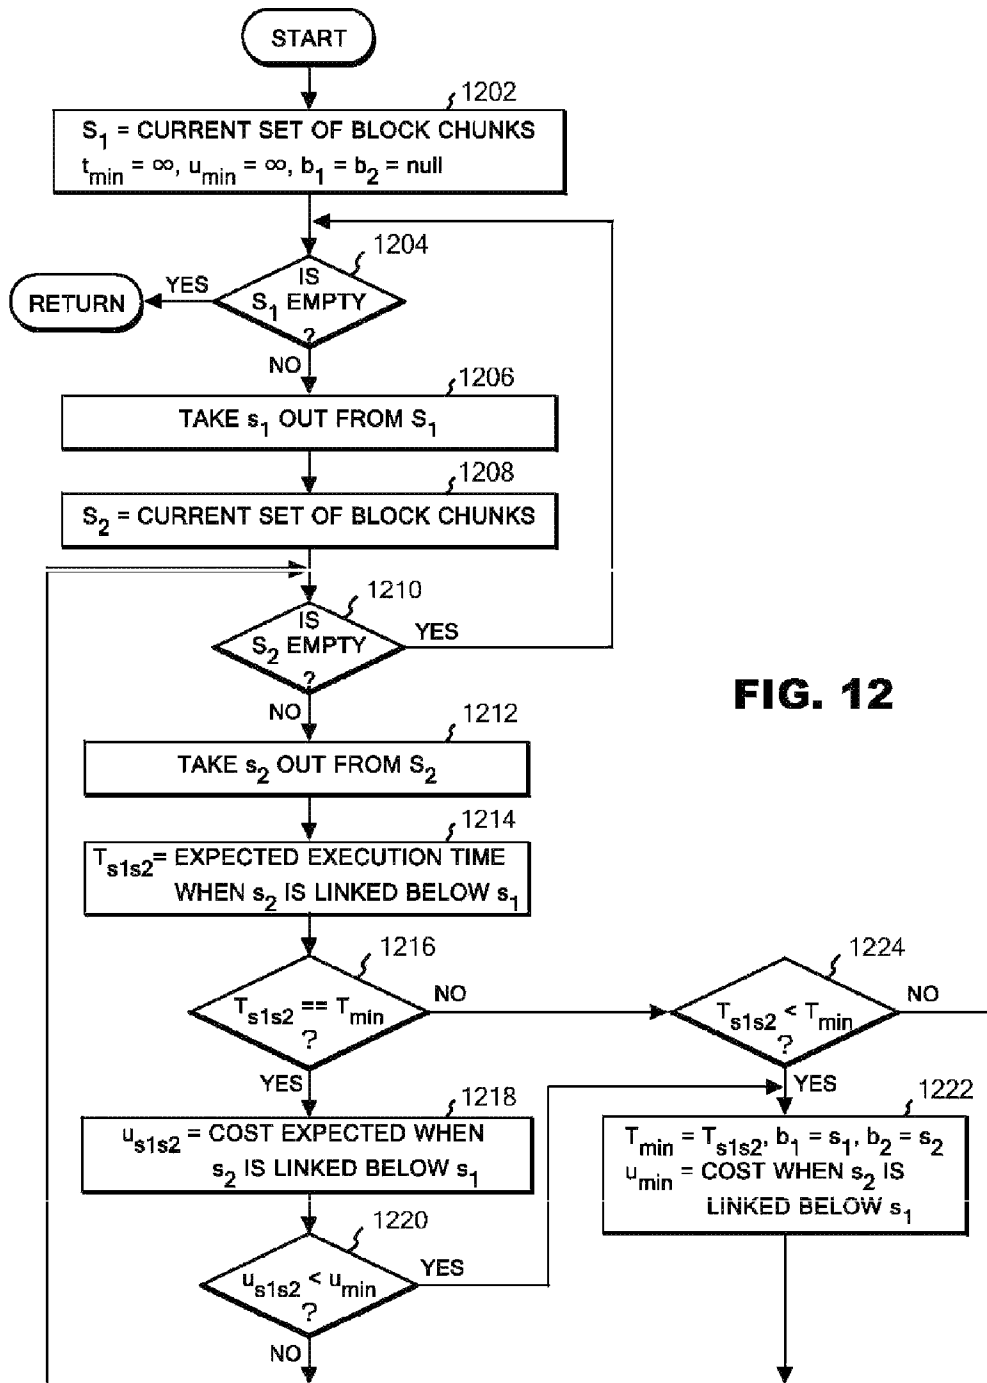 START
1202
S1 = CURRENT SET OF BLOCK CHUNKS
tmin = ∞, umin = ∞, b1 = b2 = null
1204
IS
S1 EMPTY
?
YES
RETURN
NO
1206
TAKE s1 OUT FROM S1
1208
S2 = CURRENT SET OF BLOCK CHUNKS
1210
IS
S2 EMPTY
?
YES
NO
FIG. 12
1212
TAKE s2 OUT FROM S2
1214
Ts1s2 = EXPECTED EXECUTION TIME
WHEN s2 IS LINKED BELOW s1
1216
Ts1s2 == Tmin
?
NO
YES
1224
Ts1s2 < Tmin
?
NO
YES
1218
us1s2 = COST EXPECTED WHEN
s2 IS LINKED BELOW s1
1222
Tmin = Ts1s2, b1 = s1, b2 = s2
umin = COST WHEN s2 IS
LINKED BELOW s1
1220
us1s2 < umin
?
YES
NO